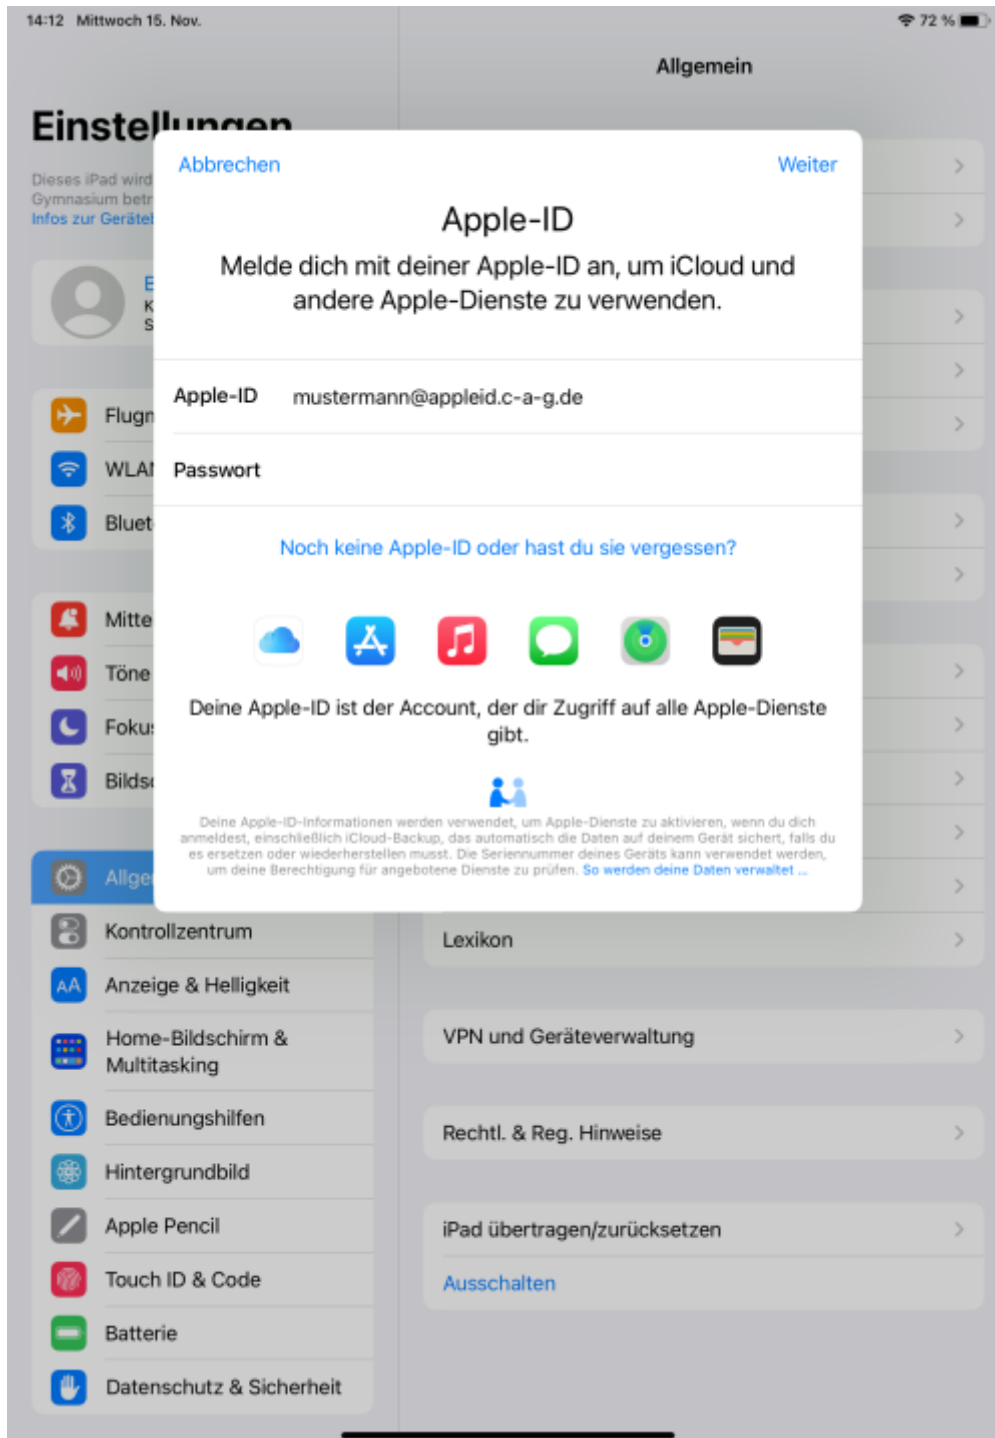 14:12 Mittwoch 15. Nov.
72 %
Allgemein
Einstellungen
Dieses iPad wird
Gymnasium betr
Infos zur Gerätel
Abbrechen
Weiter
Apple-ID
Melde dich mit deiner Apple-ID an, um iCloud und
andere Apple-Dienste zu verwenden.
Apple-ID mustermann@appleid.c-a-g.de
Passwort
Noch keine Apple-ID oder hast du sie vergessen?
Deine Apple-ID ist der Account, der dir Zugriff auf alle Apple-Dienste
gibt.
Deine Apple-ID-Informationen werden verwendet, um Apple-Dienste zu aktivieren, wenn du dich
anmeldest, einschließlich iCloud-Backup, das automatisch die Daten auf deinem Gerät sichert, falls du
es ersetzen oder wiederherstellen musst. Die Seriennummer deines Geräts kann verwendet werden,
um deine Berechtigung für angebotene Dienste zu prüfen. So werden deine Daten verwaltet ...
E
K
S
Flugm
WLAN
Bluet
Mitte
Töne
Fokus
Bildsc
Allge
Kontrollzentrum
Anzeige & Helligkeit
Home-Bildschirm &
Multitasking
Bedienungshilfen
Hintergrundbild
Apple Pencil
Touch ID & Code
Batterie
Datenschutz & Sicherheit
Lexikon
VPN und Geräteverwaltung
Rechtl. & Reg. Hinweise
iPad übertragen/zurücksetzen
Ausschalten